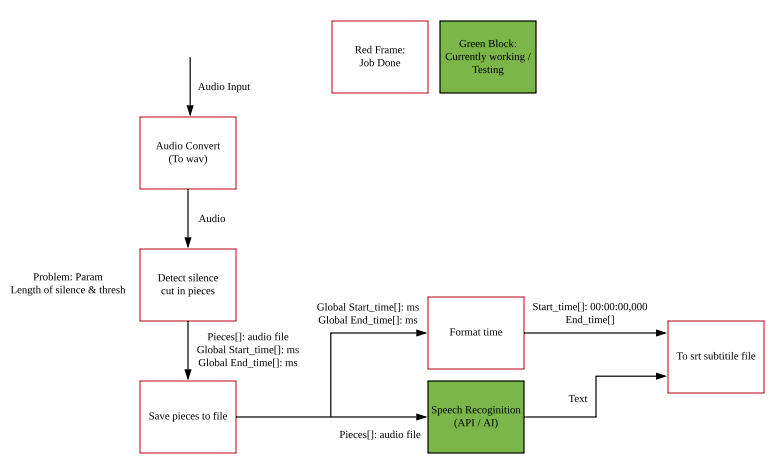 Red Frame:
Job Done
Green Block:
Currently working /
Testing
Audio Input
Audio Convert
(To wav)
Audio
Problem: Param
Length of silence & thresh
Detect silence
cut in pieces
Pieces[]: audio file
Global Start_time[]: ms
Global End_time[]: ms
Save pieces to file
Global Start_time[]: ms
Global End_time[]: ms
Format time
Start_time[]: 00:00:00,000
End_time[]
Pieces[]: audio file
Speech Recoginition
(API / AI)
Text
To srt subtitile file